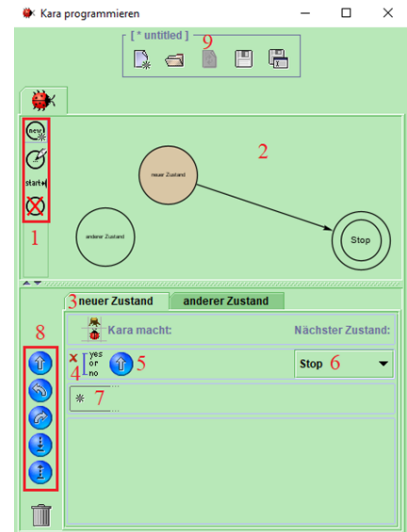 Kara programmieren
[ * untitled ]
9
new
start
1
2
neuer Zustand
anderer Zustand
Stop
3 neuer Zustand
anderer Zustand
8
Kara macht:
Nächster Zustand:
4
yes
or
no
5
Stop 6
7